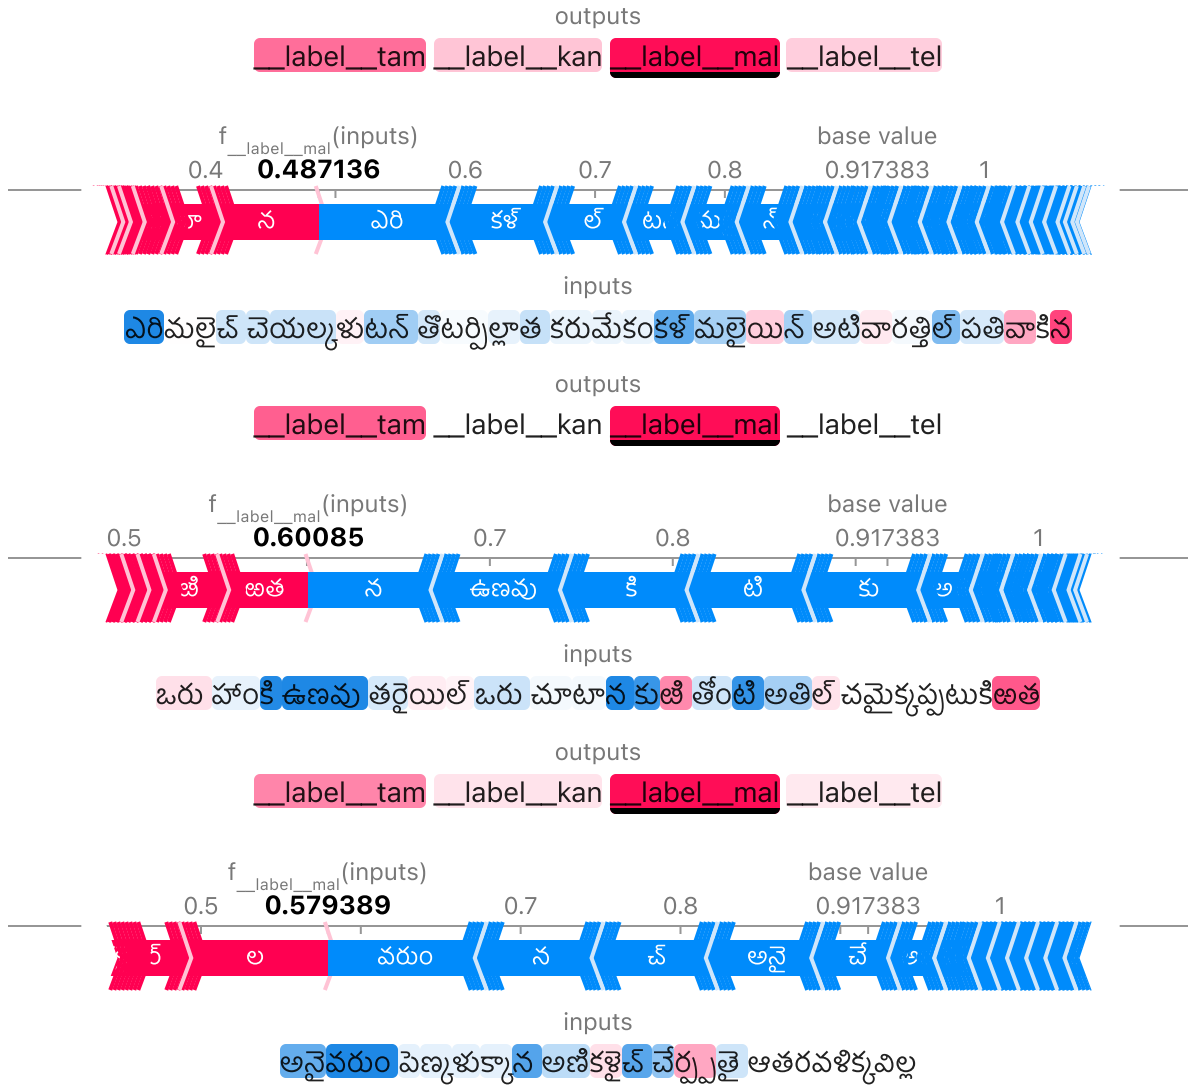 outputs
__label__tam __label__kan __label__mal __label__tel
f__label__mal(inputs) base value
0.4 0.487136 0.6 0.7 0.8 0.917383 1
న ఎరి కళ్ ల్
inputs
ఎరిమలైచ్ చెయల్కళుటన్ తొటర్పిల్లాత కరుమేకంకళ్ మలైయిన్ అటివారత్తిల్ పతివాకిన
outputs
__label__tam __label__kan __label__mal __label__tel
f__label__mal(inputs) base value
0.5 0.60085 0.7 0.8 0.917383 1
ఱి ఱత న ఉణవు కి టి కు అ
inputs
ఒరు హాంకి ఉణవు తరైయిల్ ఒరు చూటాన కుఱి తోంటి అతిల్ చమైక్కప్పటుకిఱత
outputs
__label__tam __label__kan __label__mal __label__tel
f__label__mal(inputs) base value
0.5 0.579389 0.7 0.8 0.917383 1
ల వరుం న చ్ అనై చే
inputs
అనైవరుం పెణ్కళుక్కాన అణికళైచ్ చేర్ప్పతై ఆతరవళిక్కవిల్ల